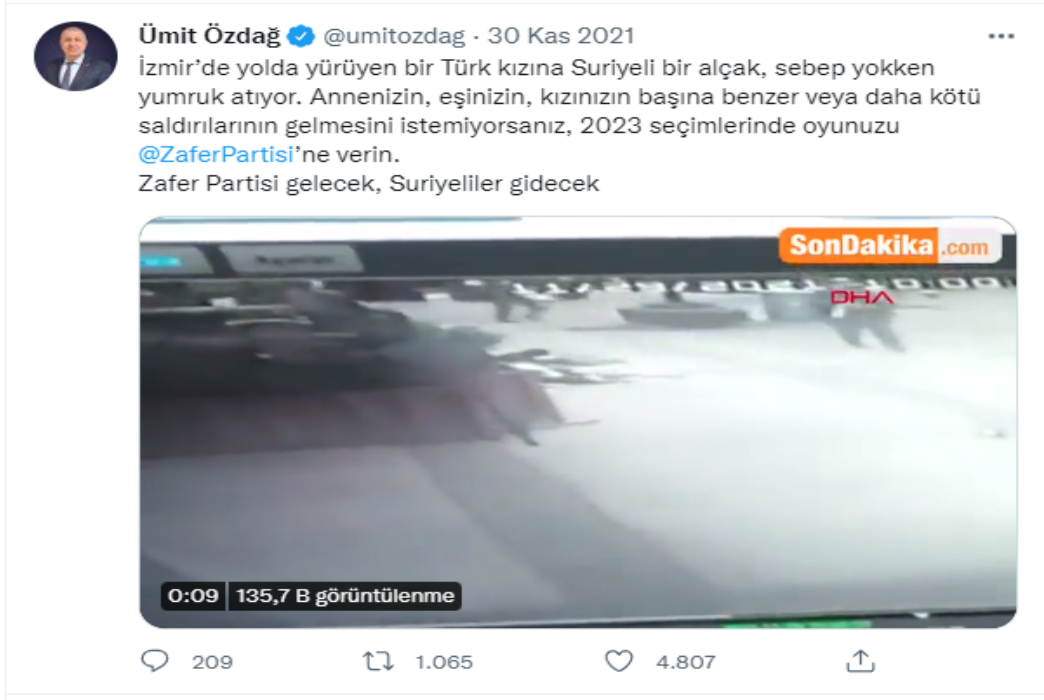 Ümit Özdağ @umitozdag · 30 Kas 2021
İzmir’de yolda yürüyen bir Türk kızına Suriyeli bir alçak, sebep yokken
yumruk atıyor. Annenizin, eşinizin, kızınızın başına benzer veya daha kötü
saldırılarının gelmesini istemiyorsanız, 2023 seçimlerinde oyunuzu
@ZaferPartisi’ne verin.
Zafer Partisi gelecek, Suriyeliler gidecek
SonDakika.com
DHA
0:09 135,7 B görüntülenme
209 1.065 4.807